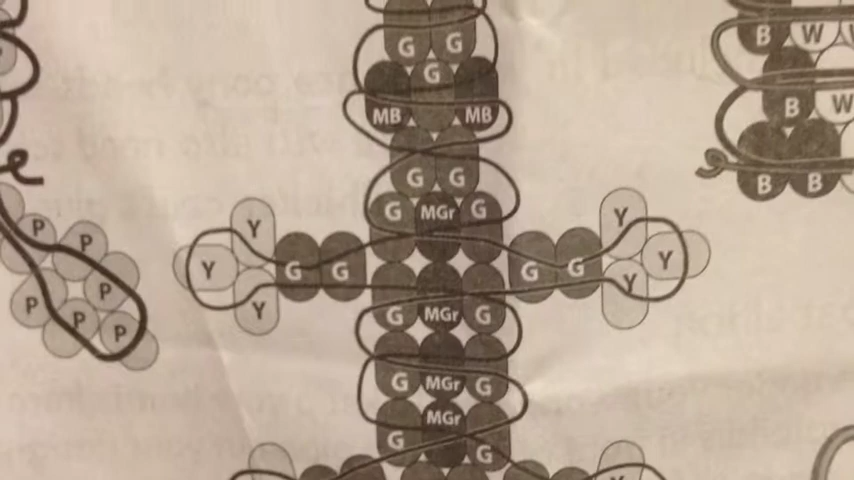 G G B W
G
MB MB B W
G G
G MGr G B B
Y Y
P P
Y G G G G Y
P Y Y
P P P
G MGr G
G MGr G
MGr
G G